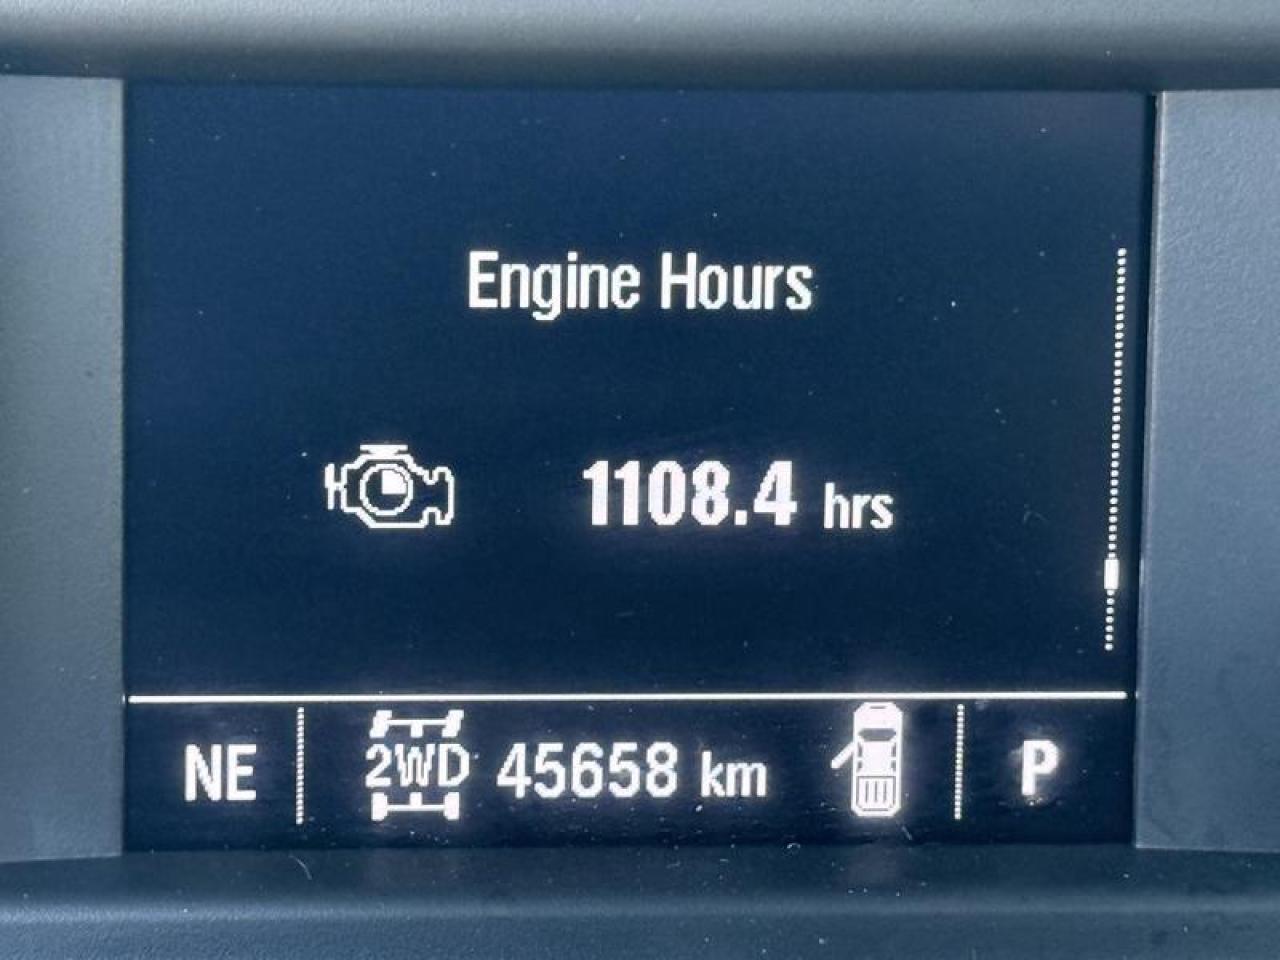 Engine Hours
1108.4 hrs
NE 2WD 45658 km P